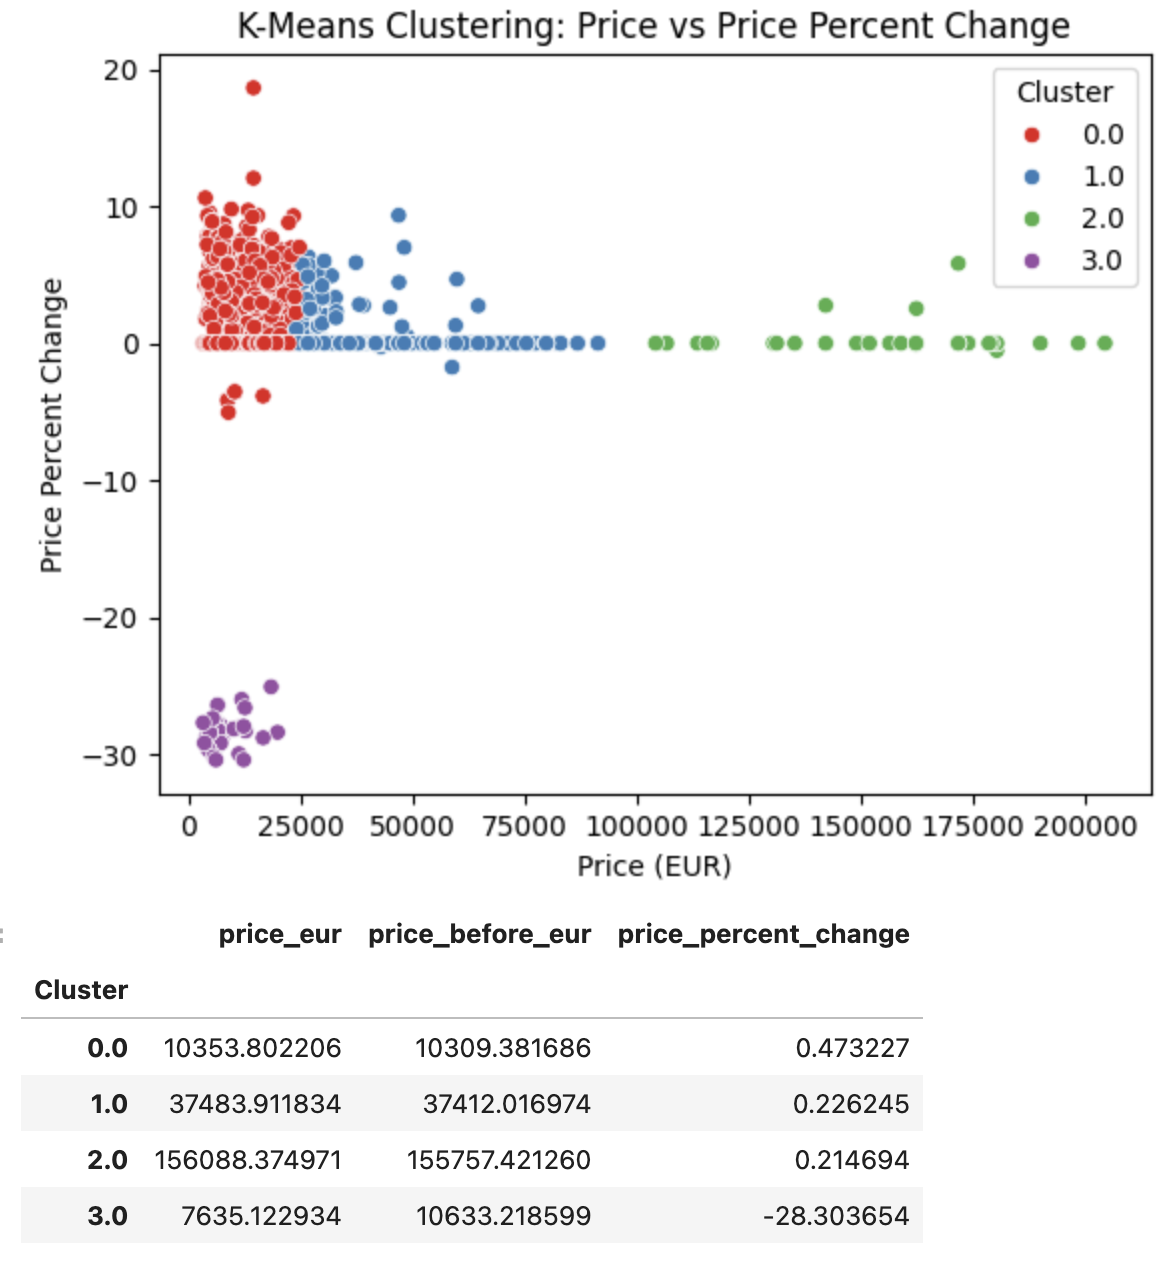 K-Means Clustering: Price vs Price Percent Change
20
10
0
−10
−20
−30
Price Percent Change
Cluster
0.0
1.0
2.0
3.0
0 25000 50000 75000 100000 125000 150000 175000 200000
Price (EUR)
price_eur price_before_eur price_percent_change
Cluster
0.0 10353.802206 10309.381686 0.473227
1.0 37483.911834 37412.016974 0.226245
2.0 156088.374971 155757.421260 0.214694
3.0 7635.122934 10633.218599 -28.303654